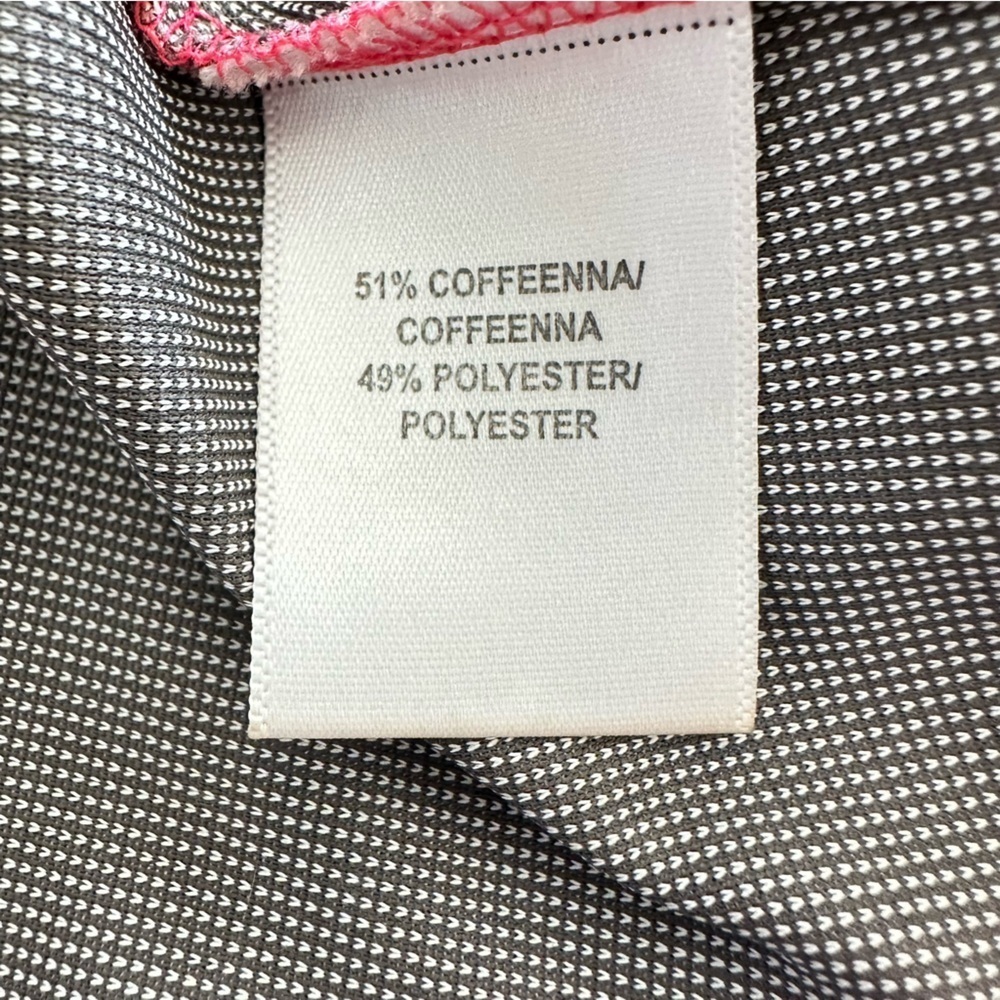 51% COFFEENNA/
COFFEENNA
49% POLYESTER/
POLYESTER